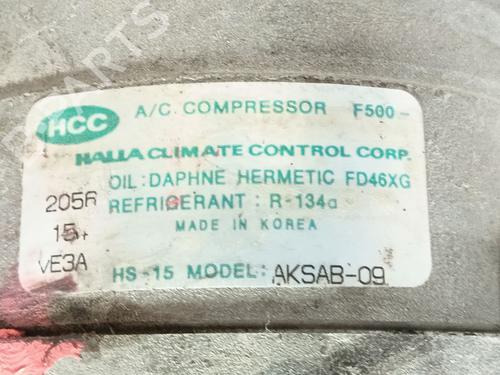 HCC A/C COMPRESSOR F500-
HALLA CLIMATE CONTROL CORP.
OIL:DAPHNE HERMETIC FD46XG
2056 REFRIGERANT : R-134a
15+ MADE IN KOREA
VE3A HS-15 MODEL: AKSAB-09